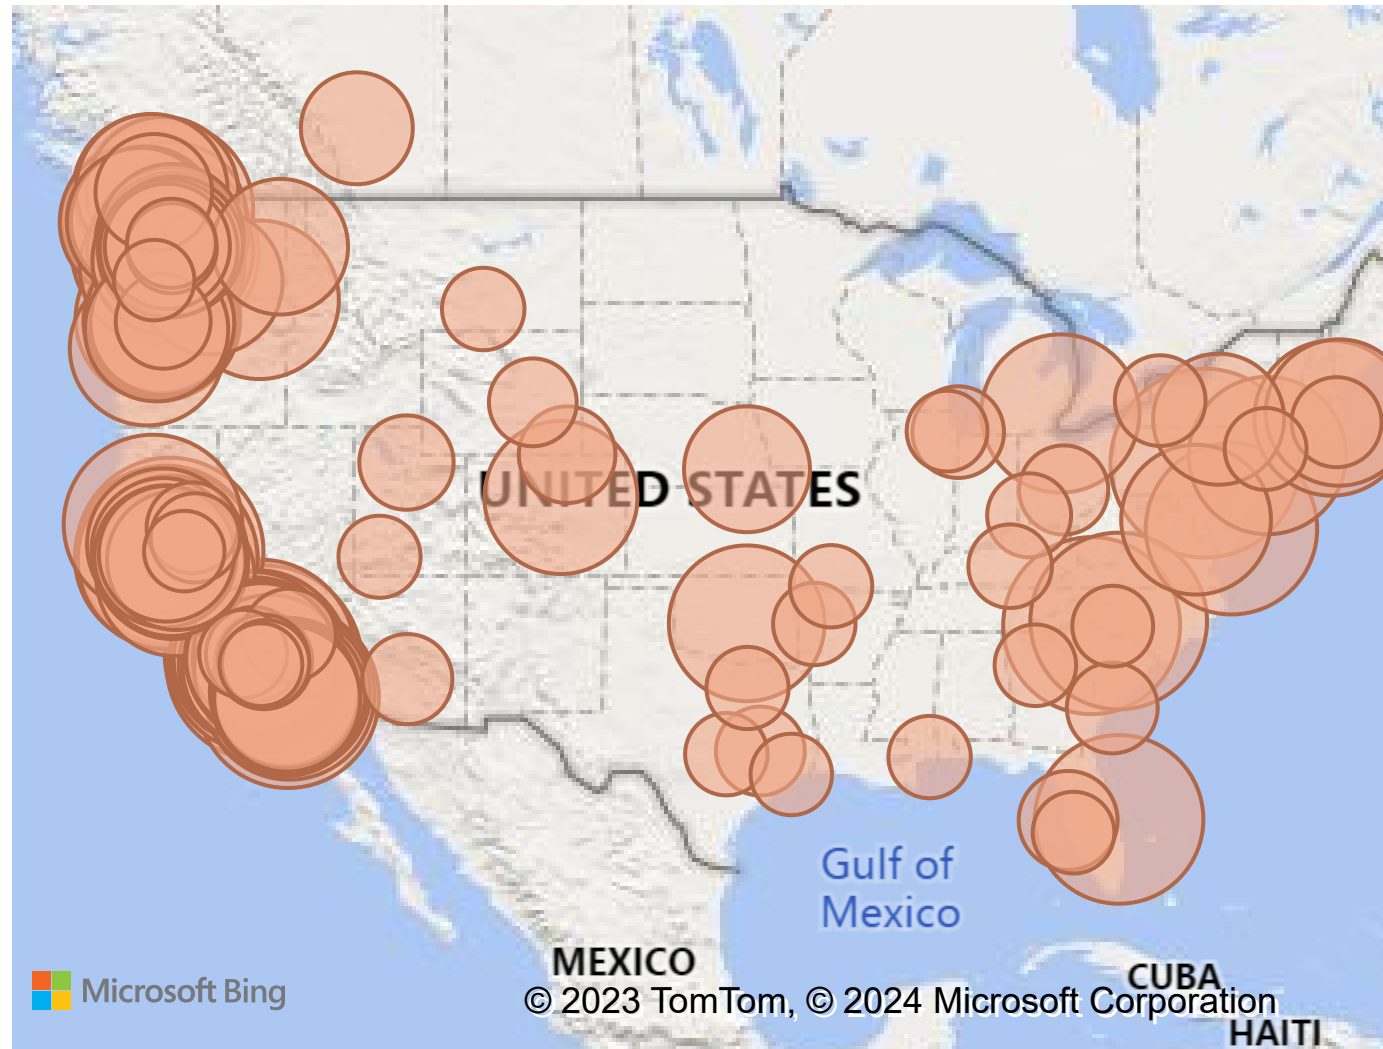 UNITED STATES
Gulf of
Mexico
MEXICO
CUBA
Microsoft Bing
© 2023 TomTom, © 2024 Microsoft Corporation
HAITI